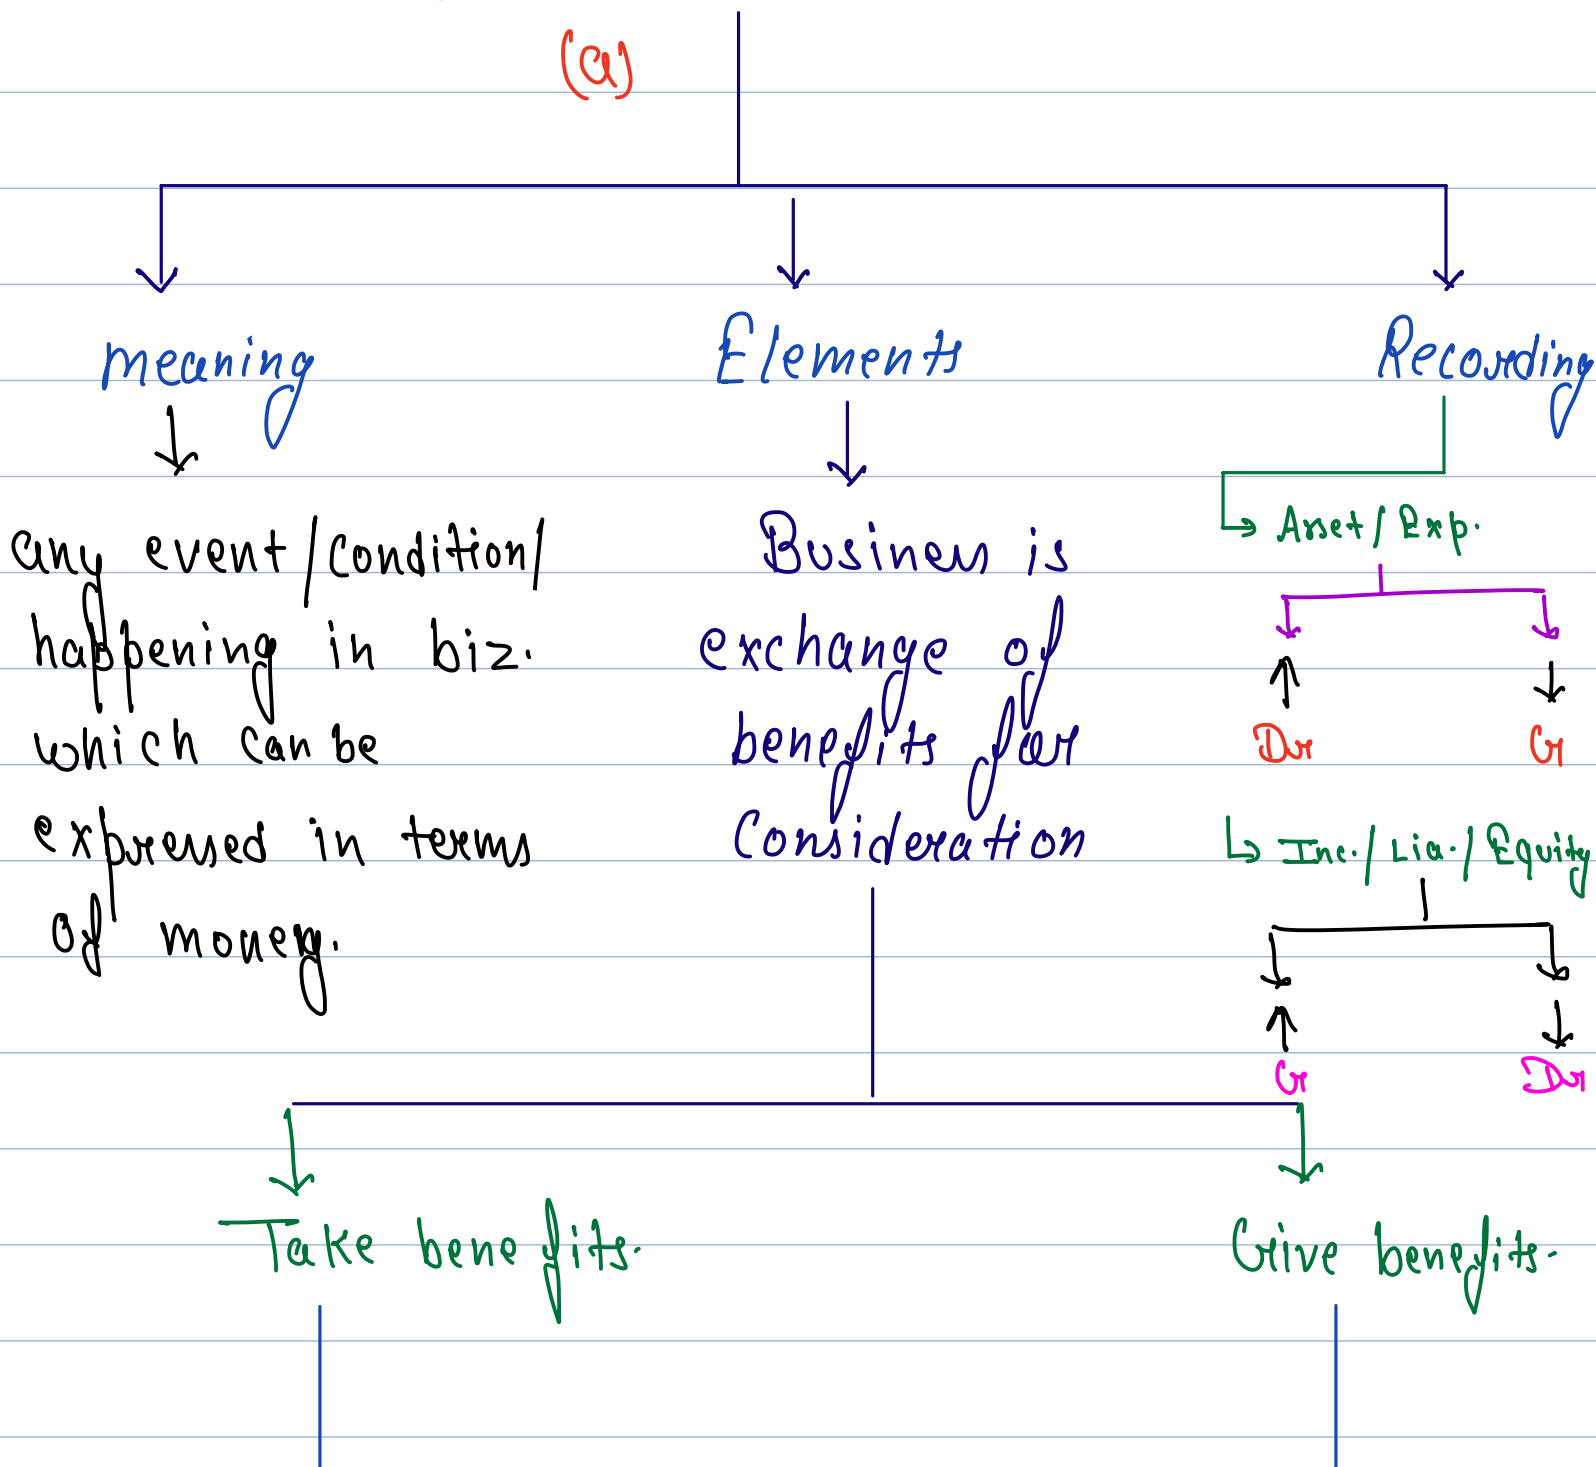 (a)
meaning
Elements
Recording
any event/condition/
happening in biz.
which can be
expressed in terms
of money.
Business is
exchange of
benefits for
Consideration
Asset/Exp.
Dr
Cr
Inc./Lia./Equity
Cr
Dr
Take benefits.
Give benefits.